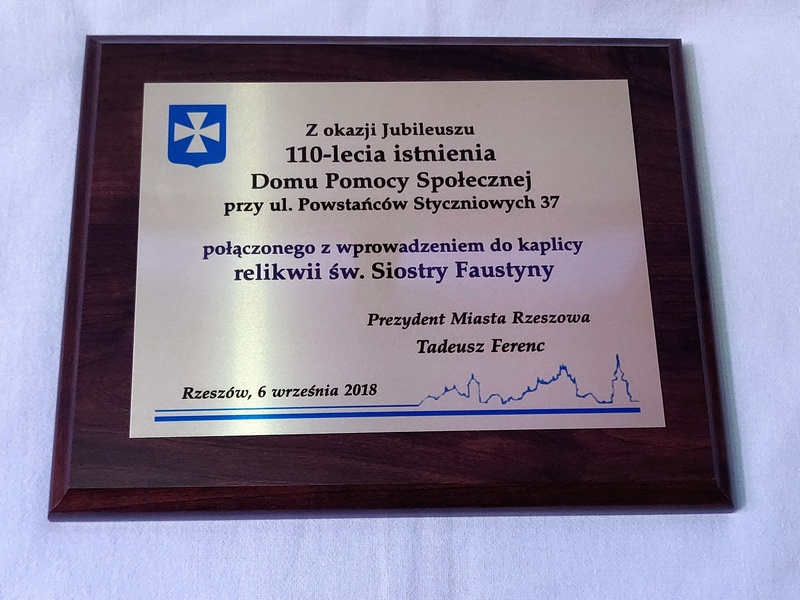 Z okazji Jubileuszu
110-lecia istnienia
Domu Pomocy Społecznej
przy ul. Powstańców Styczniowych 37
połączonego z wprowadzeniem do kaplicy
relikwii św. Siostry Faustyny
Prezydent Miasta Rzeszowa
Tadeusz Ferenc
Rzeszów, 6 września 2018